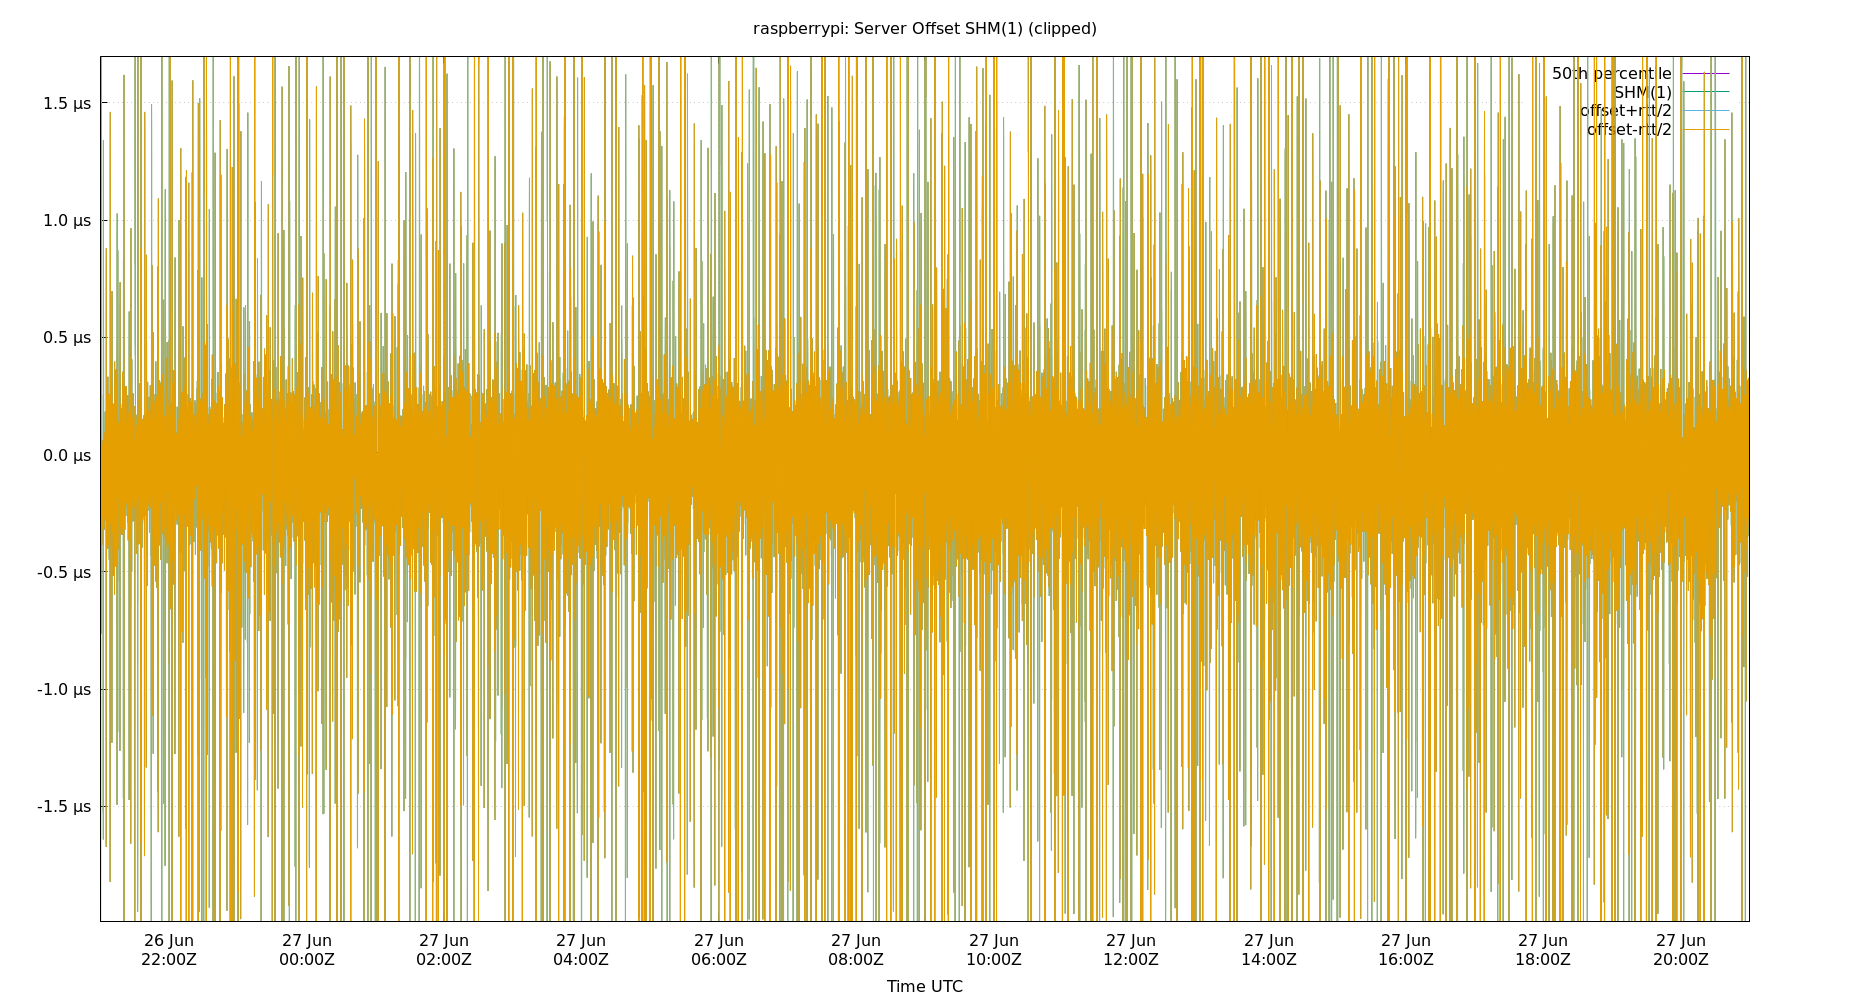 raspberrypi: Server Offset SHM(1) (clipped)
50th percentile
SHM(1)
offset+rtt/2
offset-rtt/2
1.5 µs
1.0 µs
0.5 µs
0.0 µs
-0.5 µs
-1.0 µs
-1.5 µs
26 Jun 27 Jun 27 Jun 27 Jun 27 Jun 27 Jun 27 Jun 27 Jun 27 Jun 27 Jun 27 Jun 27 Jun
22:00Z 00:00Z 02:00Z 04:00Z 06:00Z 08:00Z 10:00Z 12:00Z 14:00Z 16:00Z 18:00Z 20:00Z
Time UTC